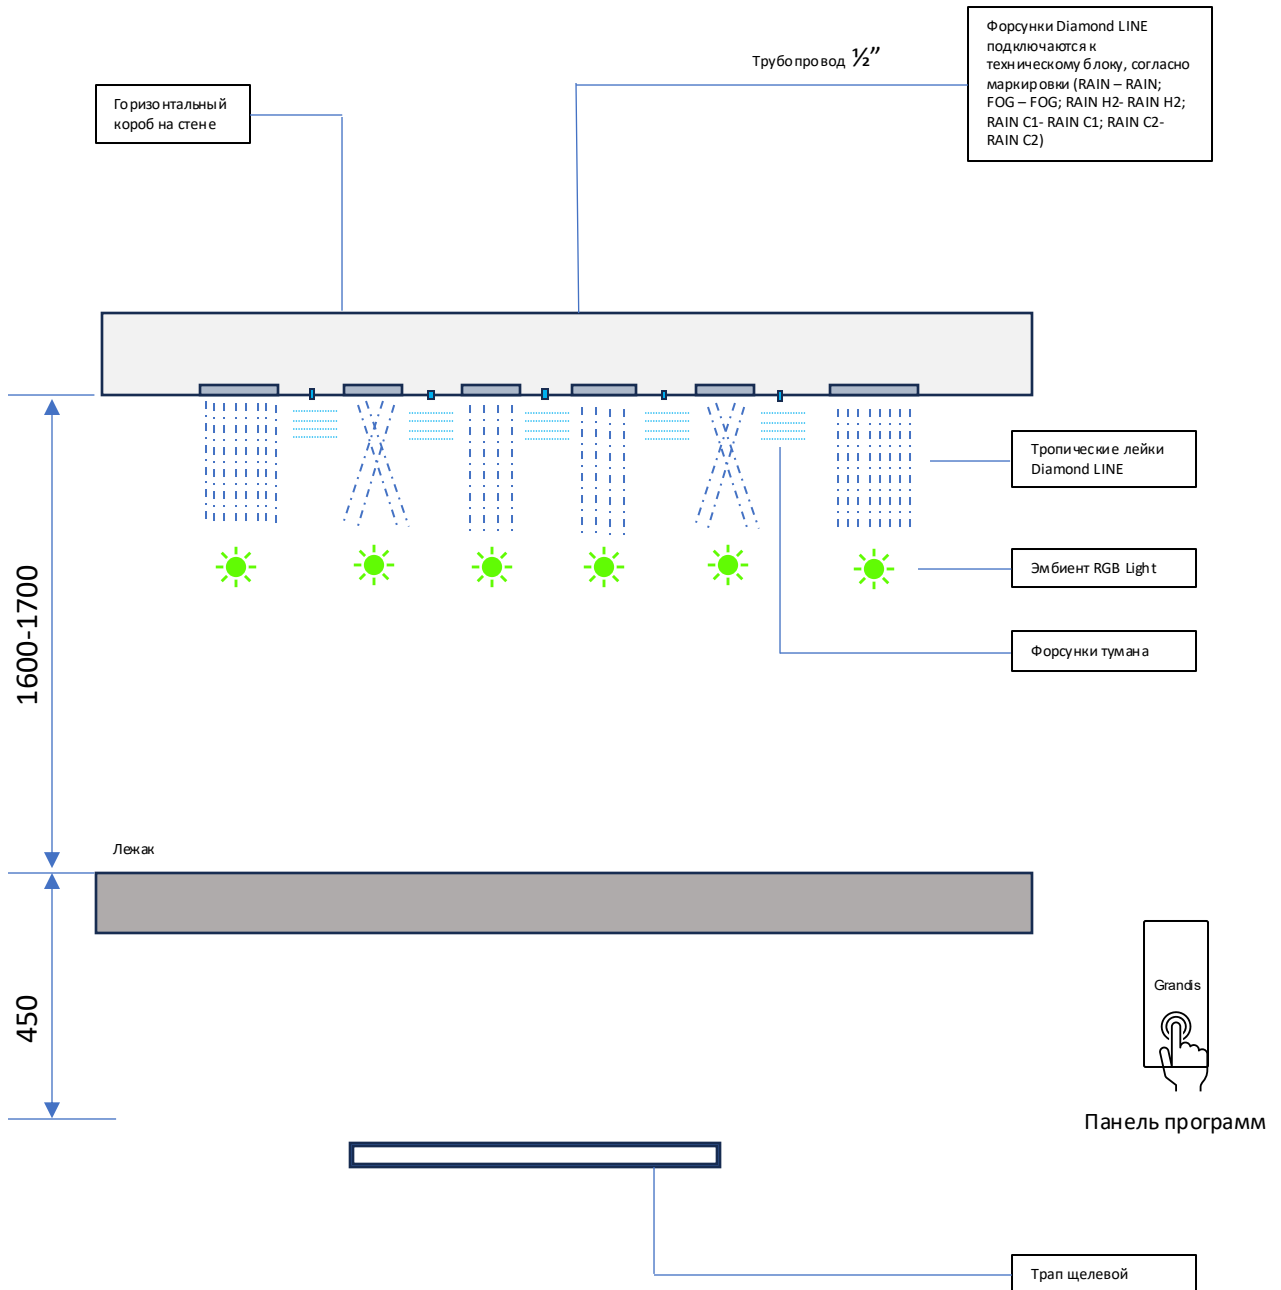 Форсунки Diamond LINE
подключаются к
техническому блоку, согласно
маркировки (RAIN – RAIN;
FOG – FOG; RAIN H2- RAIN H2;
RAIN C1- RAIN C1; RAIN C2-
RAIN C2)
Трубопровод ½”
Горизонтальный
короб на стене
Тропические лейки
Diamond LINE
Эмбиент RGB Light
1600-1700
Форсунки тумана
Лежак
450
Grandis
Панель программ
Трап щелевой